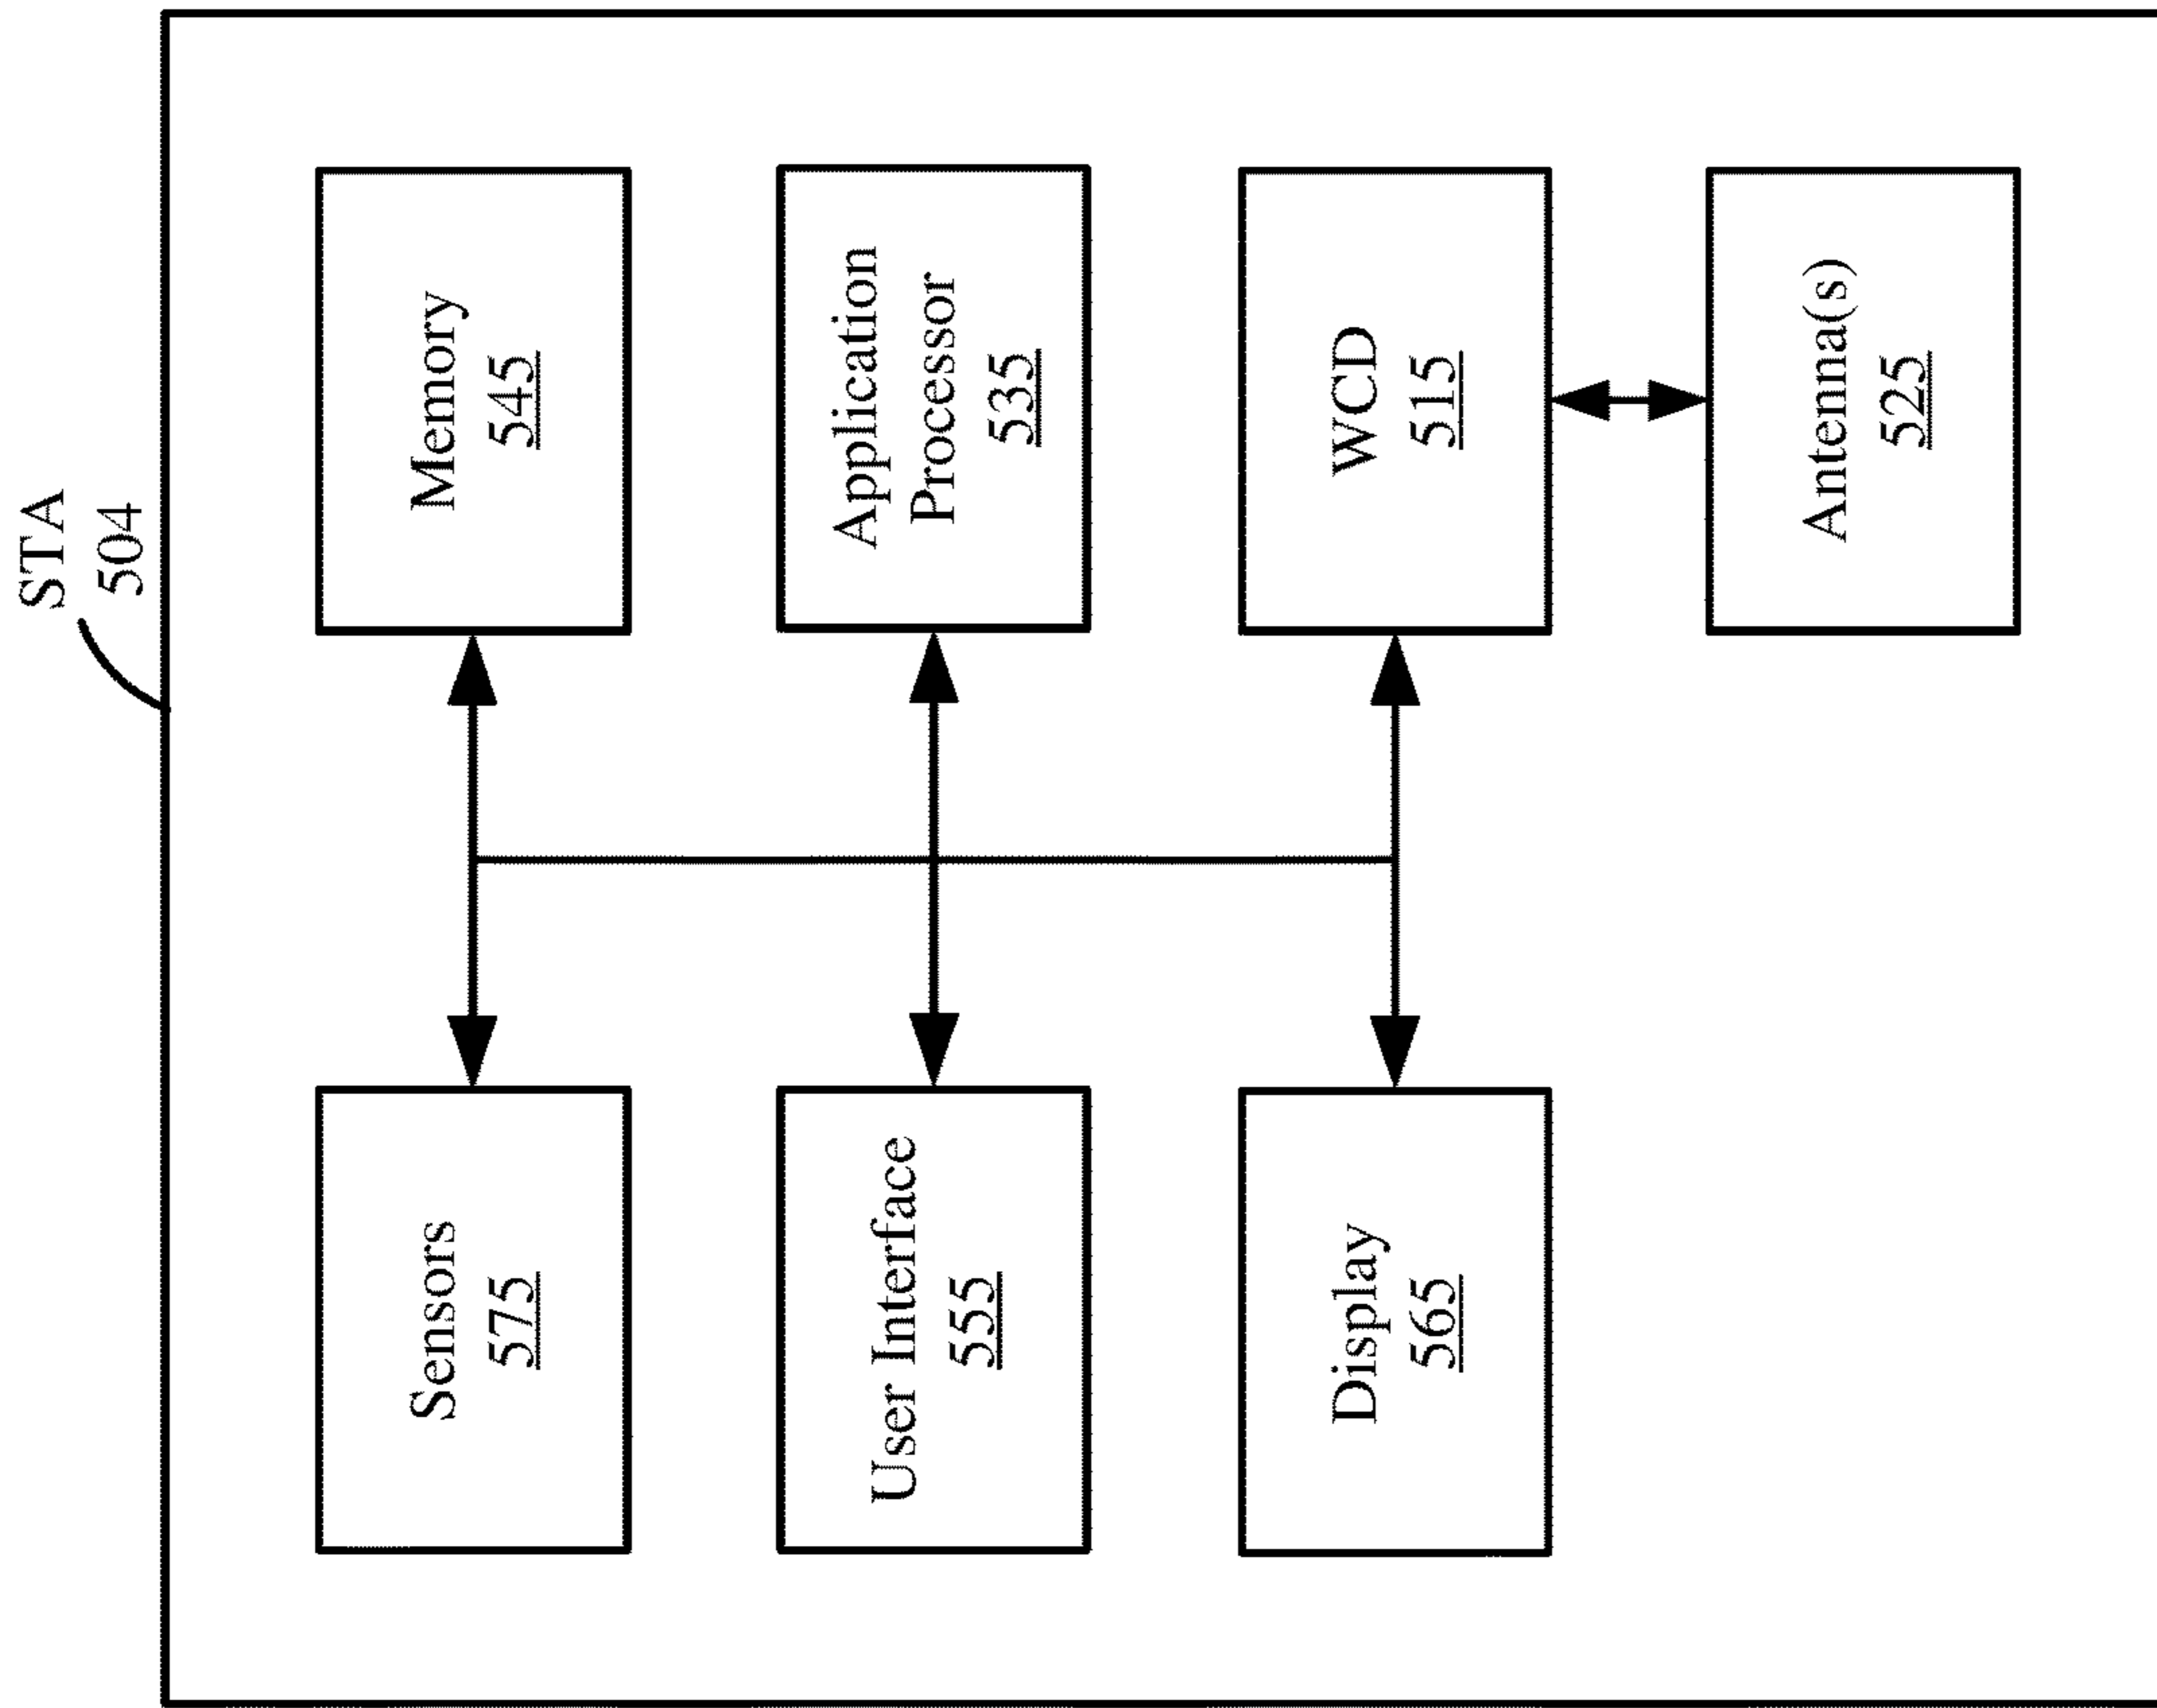 STA
504
Sensors
575
Memory
545
User Interface
555
Application
Processor
535
Display
565
WCD
515
Antenna(s)
525